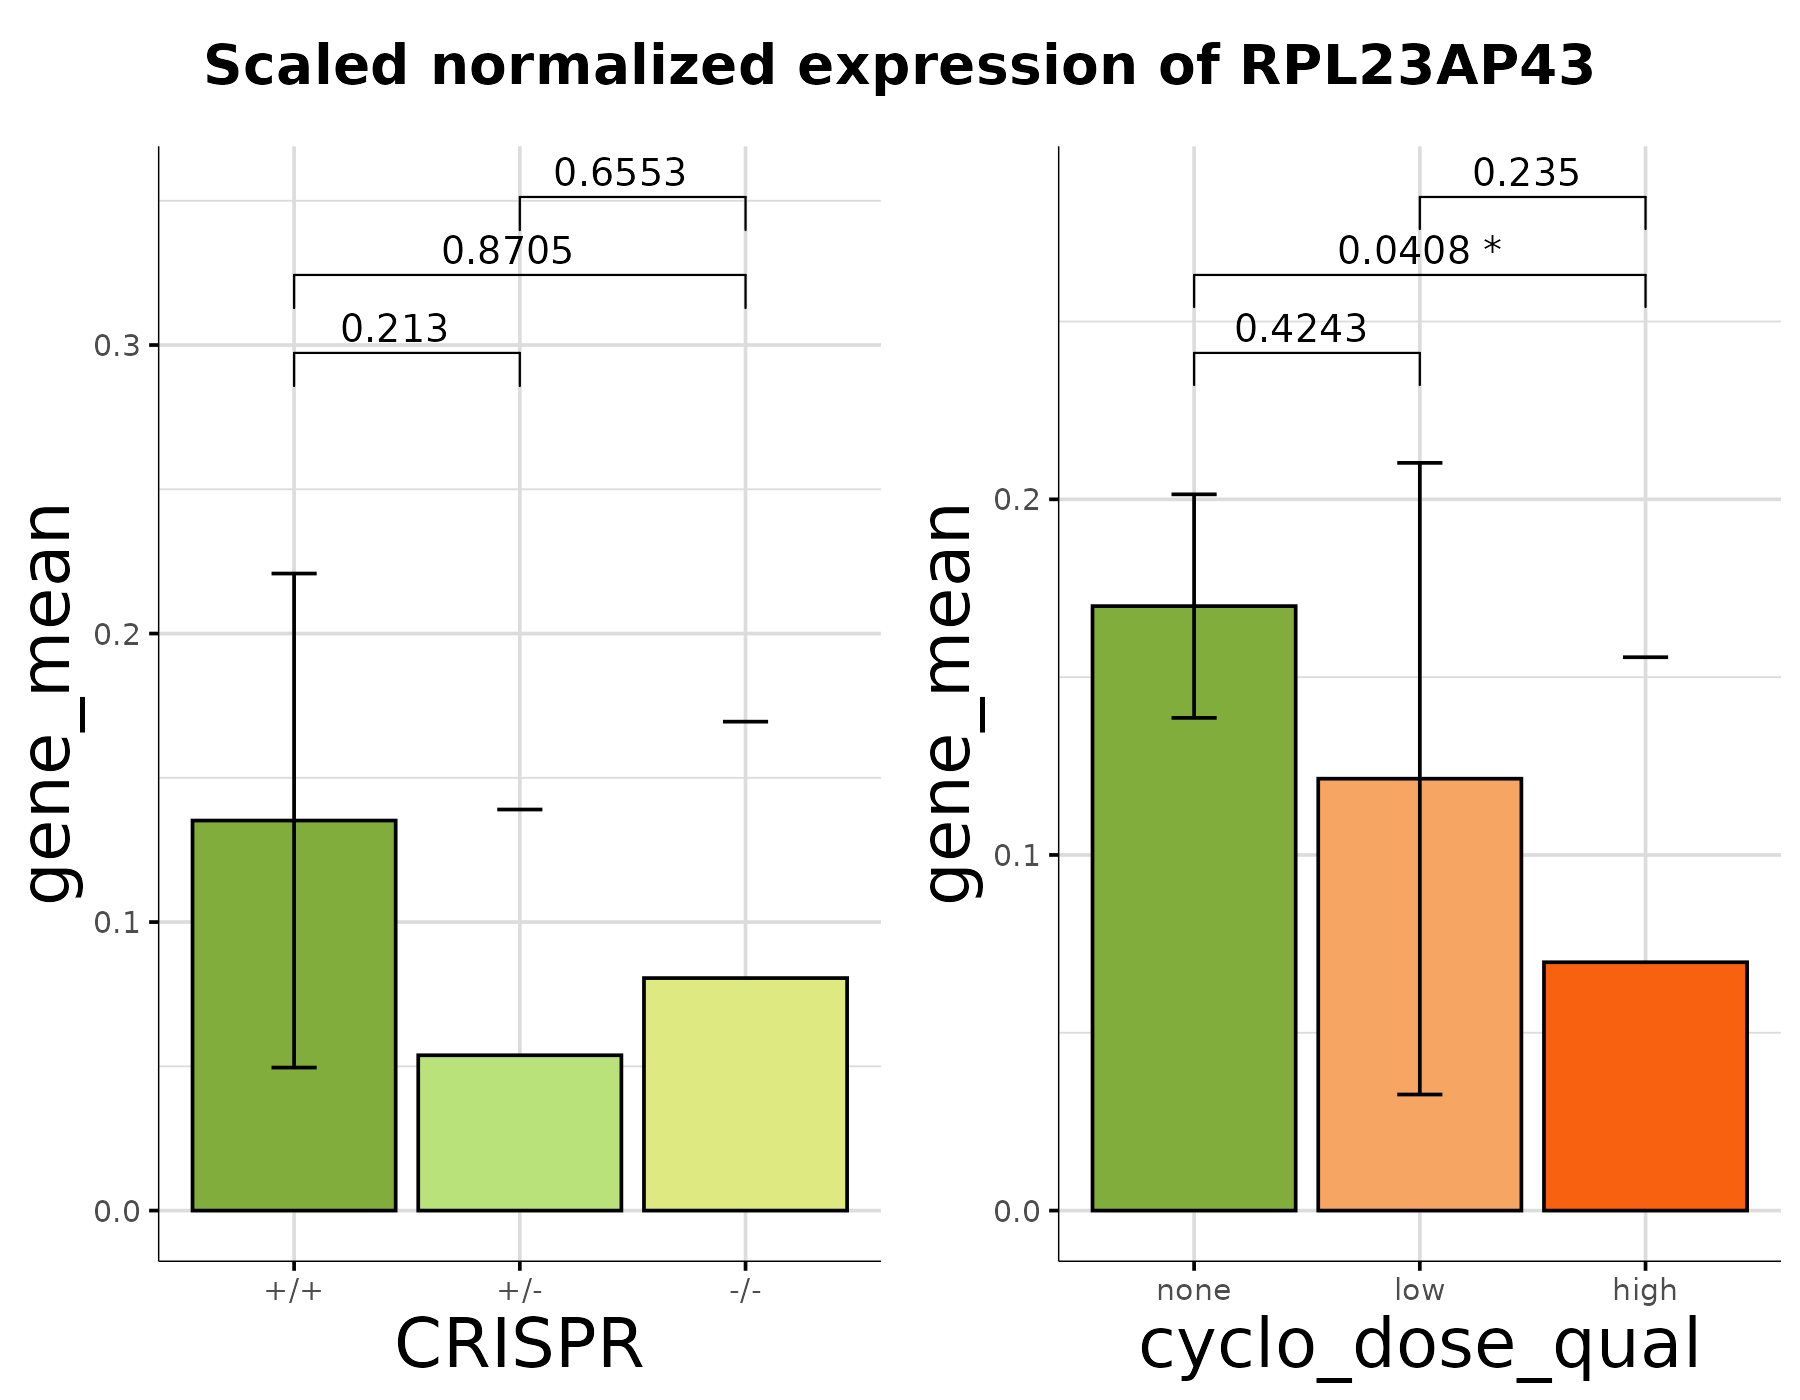 Scaled normalized expression of RPL23AP43
gene_mean
0.3
0.2
0.1
0.0
0.6553
0.8705
0.213
+/+ +/- -/-
CRISPR
gene_mean
0.2
0.1
0.0
0.235
0.0408 *
0.4243
none low high
cyclo_dose_qual